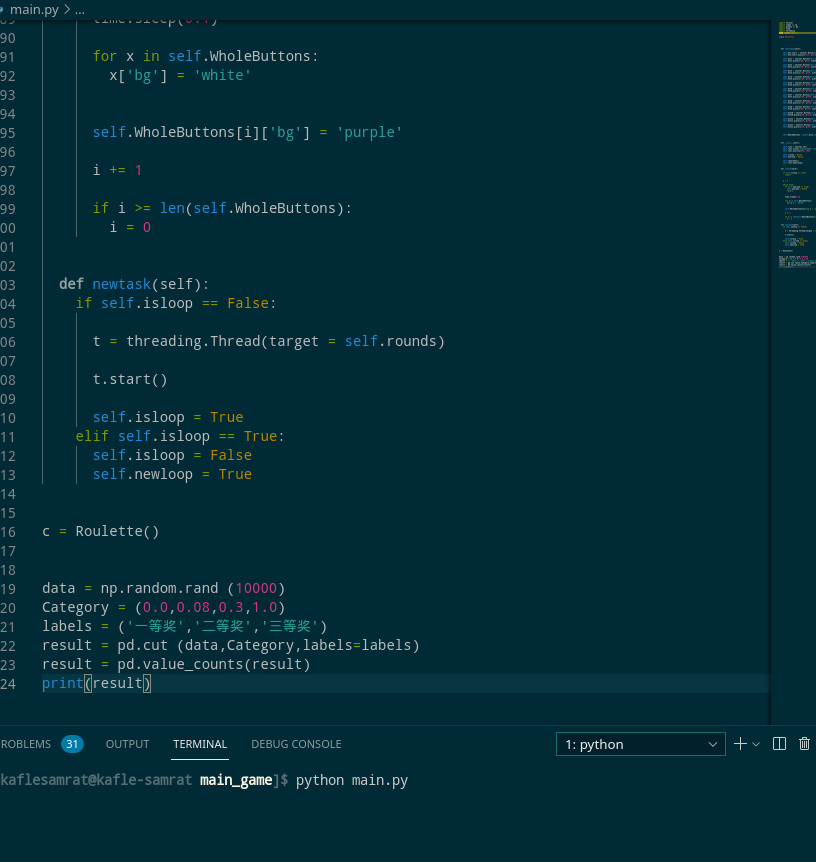 main.py > ...
89 time.sleep(0.1)
90
91 for x in self.WholeButtons:
92 x['bg'] = 'white'
93
94
95 self.WholeButtons[i]['bg'] = 'purple'
96
97 i += 1
98
99 if i >= len(self.WholeButtons):
00 i = 0
01
02
03 def newtask(self):
04 if self.isloop == False:
05
06 t = threading.Thread(target = self.rounds)
07
08 t.start()
09
10 self.isloop = True
11 elif self.isloop == True:
12 self.isloop = False
13 self.newloop = True
14
15
16 c = Roulette()
17
18
19 data = np.random.rand (10000)
20 Category = (0.0,0.08,0.3,1.0)
21 labels = ('一等奖','二等奖','三等奖')
22 result = pd.cut (data,Category,labels=labels)
23 result = pd.value_counts(result)
24 print(result)
ROBLEMS 31 OUTPUT TERMINAL DEBUG CONSOLE 1: python
kaflesamrat@kafle-samrat main_game]$ python main.py